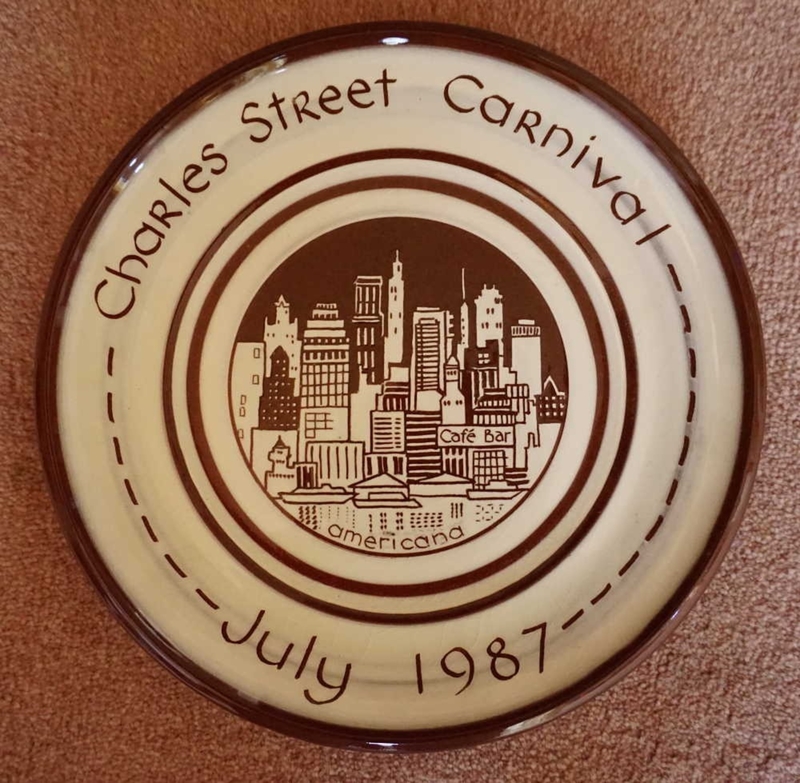 Charles Street Carnival
Café Bar
americana
July 1987